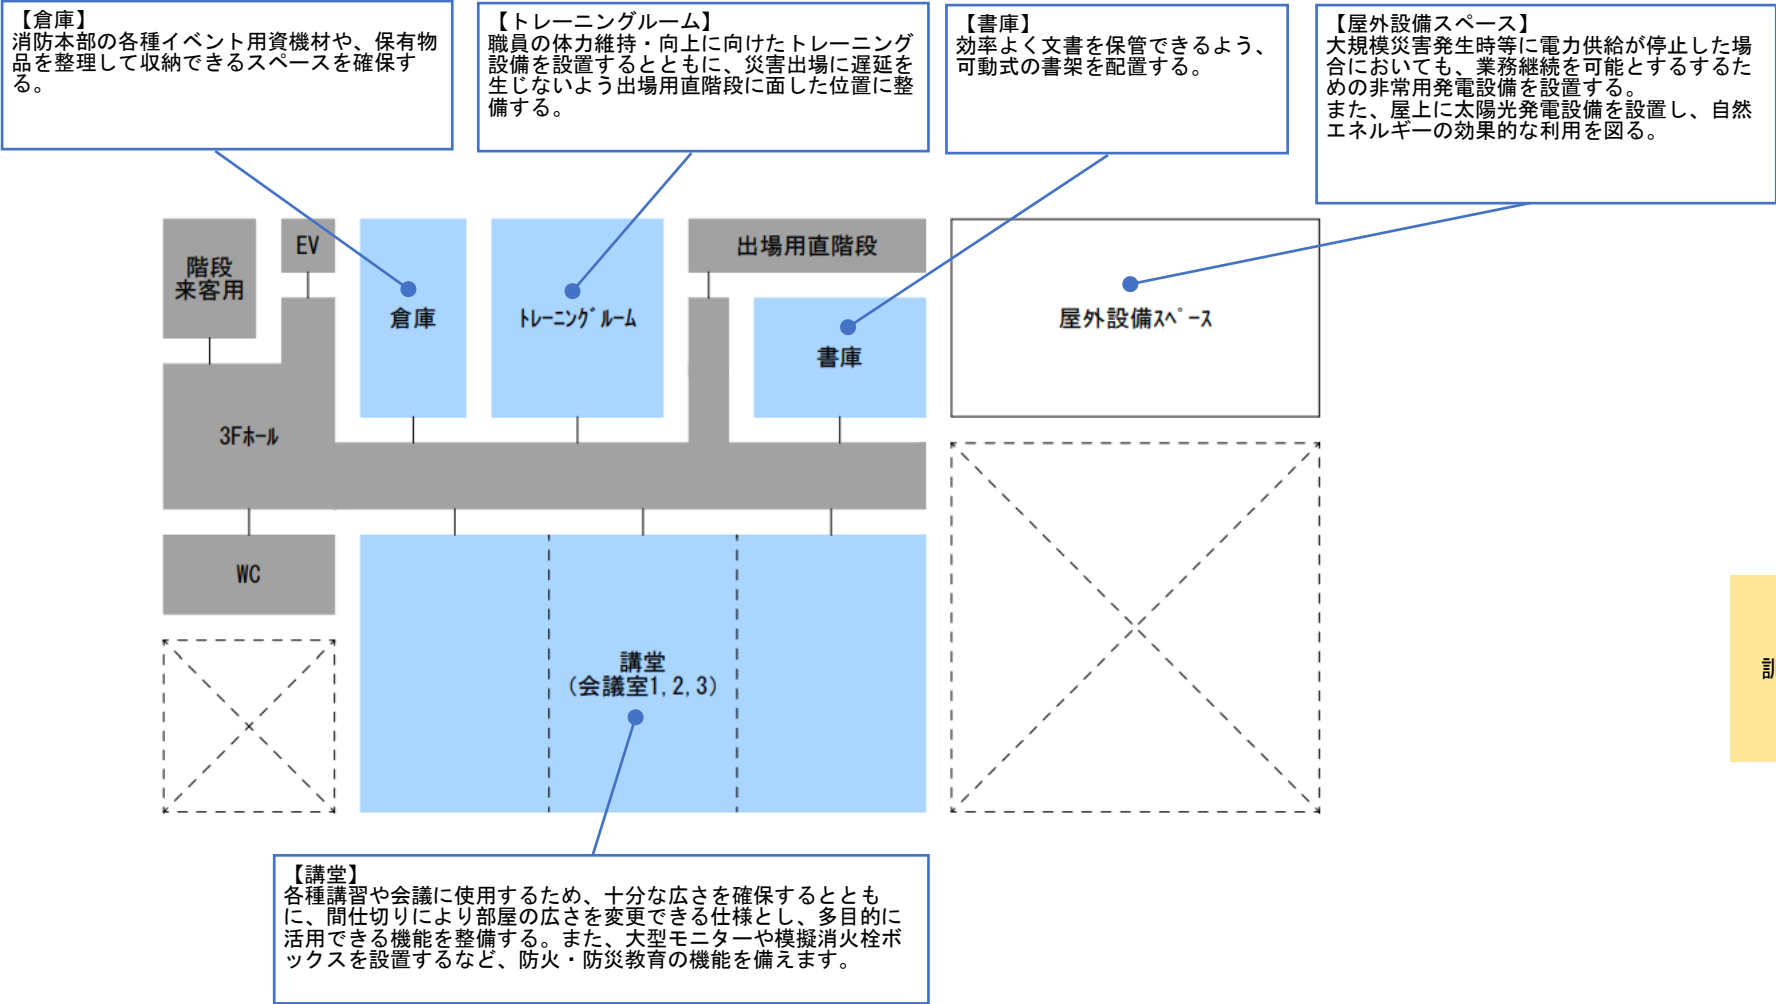 【倉庫】
消防本部の各種イベント用資機材や、保有物
品を整理して収納できるスペースを確保す
る。
【トレーニングルーム】
職員の体力維持・向上に向けたトレーニング
設備を設置するとともに、災害出場に遅延を
生じないよう出場用直階段に面した位置に整
備する。
【書庫】
効率よく文書を保管できるよう、
可動式の書架を配置する。
【屋外設備スペース】
大規模災害発生時等に電力供給が停止した場
合においても、業務継続を可能とするするた
めの非常用発電設備を設置する。
また、屋上に太陽光発電設備を設置し、自然
エネルギーの効果的な利用を図る。
階段
来客用
EV
倉庫
ﾄﾚｰﾆﾝｸﾞﾙｰﾑ
出場用直階段
書庫
屋外設備ｽﾍﾟｰｽ
3Fﾎｰﾙ
WC
講堂
(会議室1,2,3)
【講堂】
各種講習や会議に使用するため、十分な広さを確保するととも
に、間仕切りにより部屋の広さを変更できる仕様とし、多目的に
活用できる機能を整備する。また、大型モニターや模擬消火栓ボ
ックスを設置するなど、防火・防災教育の機能を備えます。